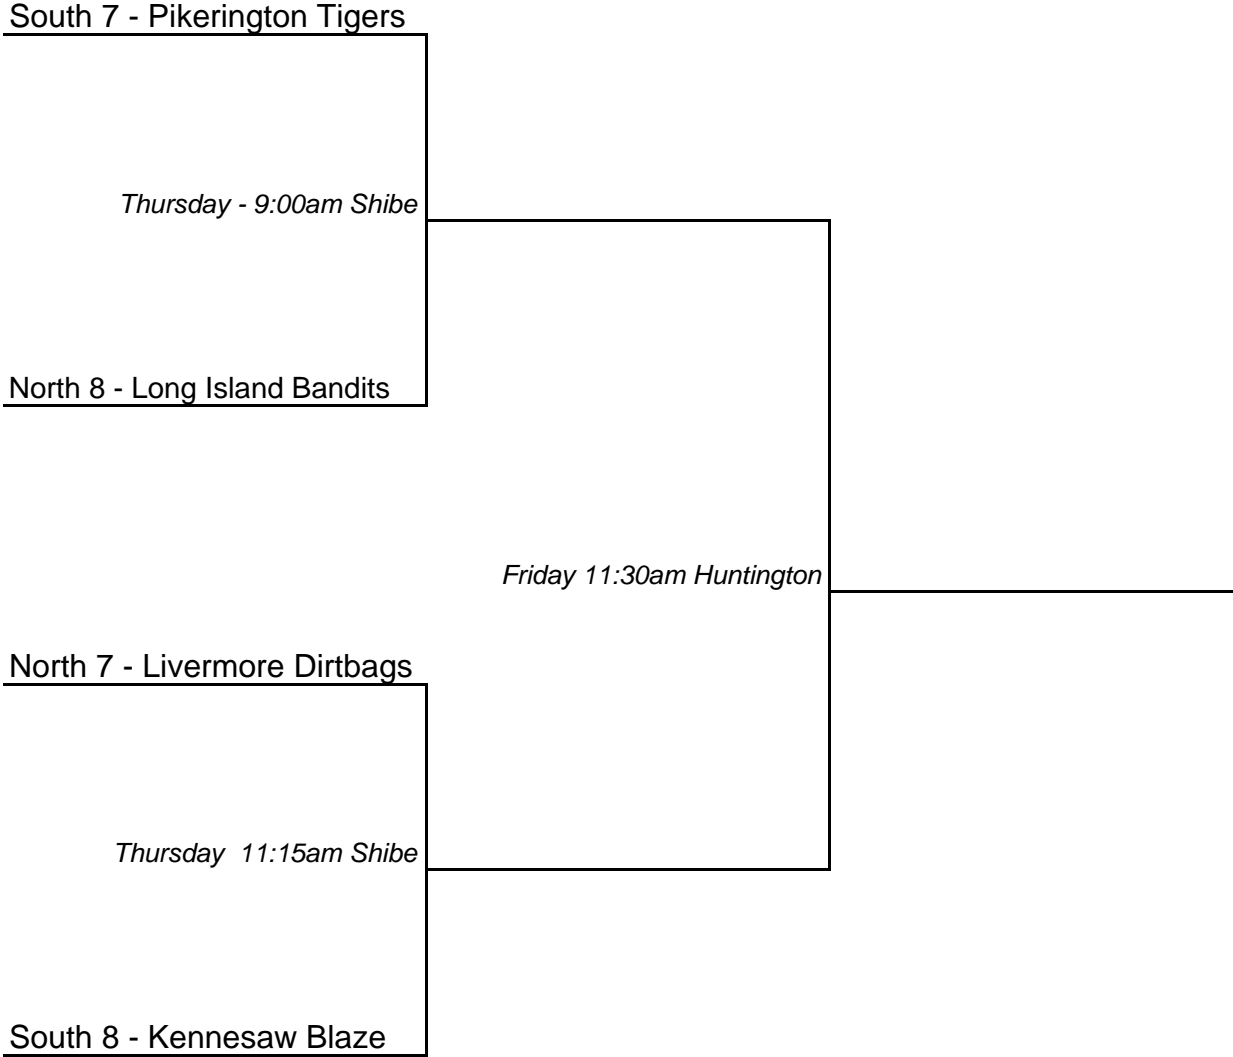 South 7 - Pikerington Tigers
Thursday - 9:00am Shibe
North 8 - Long Island Bandits
Friday 11:30am Huntington
North 7 - Livermore Dirtbags
Thursday  11:15am Shibe
South 8 - Kennesaw Blaze